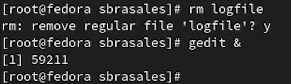 [root@fedora sbrasales]# rm logfile
rm: remove regular file 'logfile'? y
[root@fedora sbrasales]# gedit &
[1] 59211
[root@fedora sbrasales]#